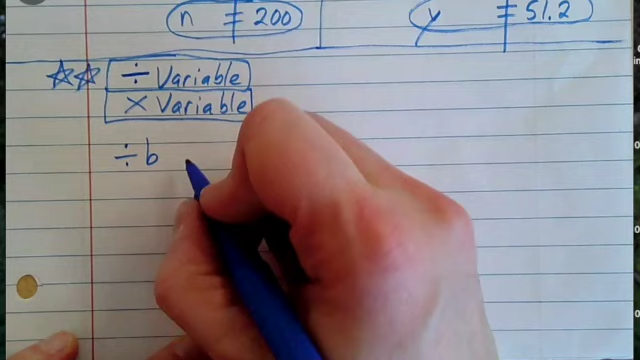 n = 200
y = 51.2
÷ Variable
× Variable
÷ b